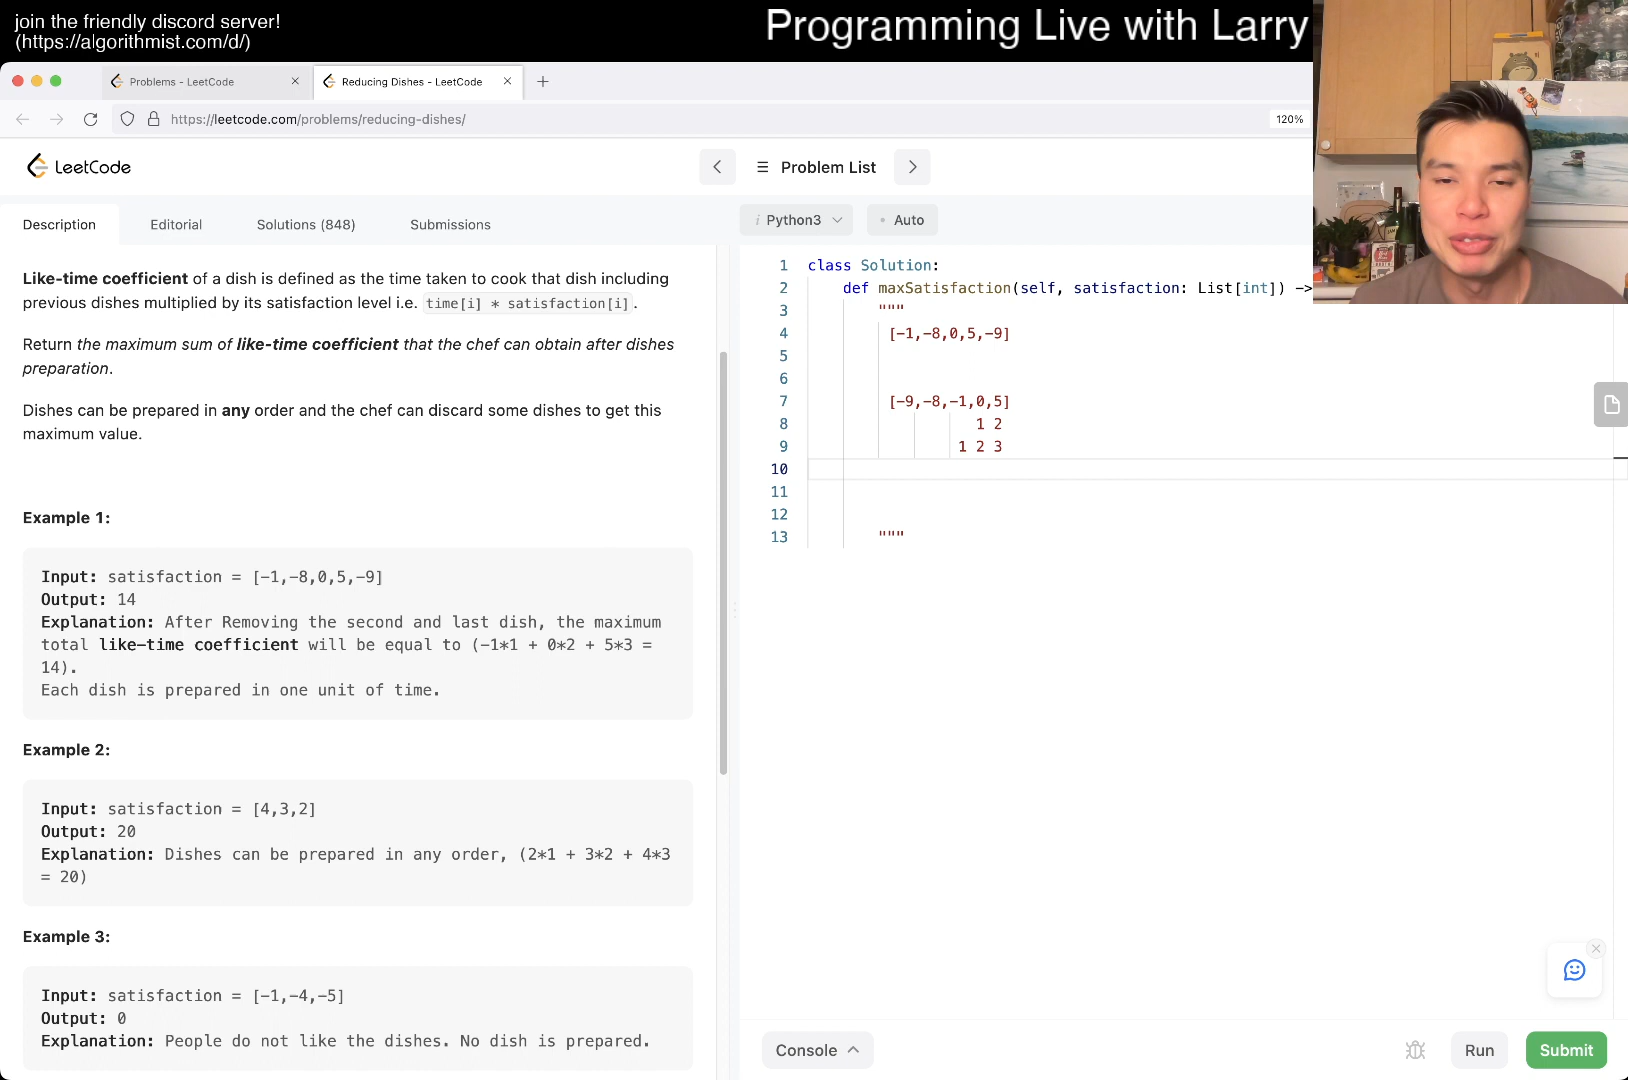 join the friendly discord server!
(https://algorithmist.com/d/)
Programming Live with Larry
Problems - LeetCode
Reducing Dishes - LeetCode
https://leetcode.com/problems/reducing-dishes/
120%
LeetCode
Problem List
Description
Editorial
Solutions (848)
Submissions
i Python3
• Auto
Like-time coefficient of a dish is defined as the time taken to cook that dish including
previous dishes multiplied by its satisfaction level i.e. time[i] * satisfaction[i].
Return the maximum sum of like-time coefficient that the chef can obtain after dishes
preparation.
Dishes can be prepared in any order and the chef can discard some dishes to get this
maximum value.
Example 1:
Input: satisfaction = [-1,-8,0,5,-9]
Output: 14
Explanation: After Removing the second and last dish, the maximum
total like-time coefficient will be equal to (-1*1 + 0*2 + 5*3 =
14).
Each dish is prepared in one unit of time.
Example 2:
Input: satisfaction = [4,3,2]
Output: 20
Explanation: Dishes can be prepared in any order, (2*1 + 3*2 + 4*3
= 20)
Example 3:
Input: satisfaction = [-1,-4,-5]
Output: 0
Explanation: People do not like the dishes. No dish is prepared.
1 class Solution:
2 def maxSatisfaction(self, satisfaction: List[int]) ->
3 """
4 [-1,-8,0,5,-9]
5
6
7 [-9,-8,-1,0,5]
8 1 2
9 1 2 3
10
11
12
13 """
Console
Run
Submit